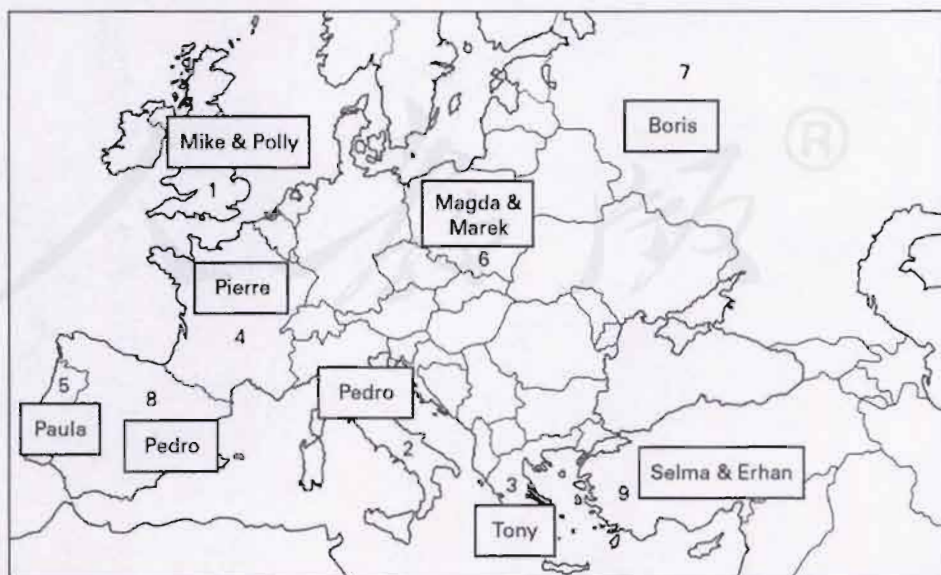 7
Boris
®
Mike & Polly
1
Magda &
Marek
6
Pierre
4
5
Paula
8
Pedro
Pedro
2
3
Tony
9
Selma & Erhan